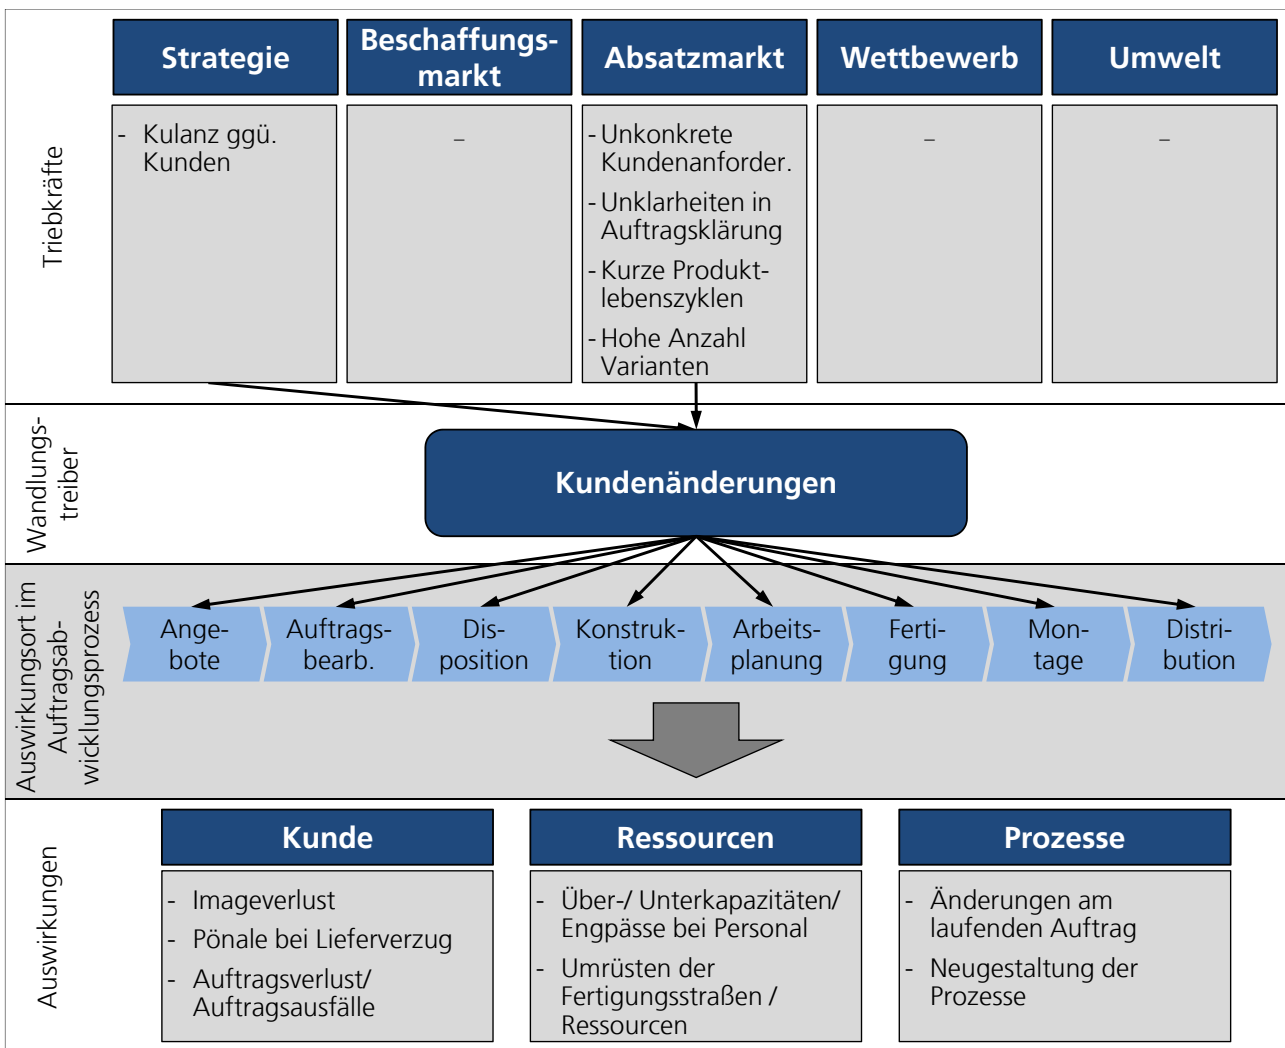 Strategie
Beschaffungs-
markt
Absatzmarkt
Wettbewerb
Umwelt
Triebkräfte
- Kulanz ggü.
Kunden
–
- Unkonkrete
Kundenanforder.
- Unklarheiten in
Auftragsklärung
- Kurze Produkt-
lebenszyklen
- Hohe Anzahl
Varianten
–
–
Wandlungs-
treiber
Kundenänderungen
Auswirkungsort im
Auftragsab-
wicklungsprozess
Ange-
bote
Auftrags-
bearb.
Dis-
position
Konstruk-
tion
Arbeits-
planung
Ferti-
gung
Mon-
tage
Distri-
bution
Auswirkungen
Kunde
- Imageverlust
- Pönale bei Lieferverzug
- Auftragsverlust/
Auftragsausfälle
Ressourcen
- Über-/ Unterkapazitäten/
Engpässe bei Personal
- Umrüsten der
Fertigungsstraßen /
Ressourcen
Prozesse
- Änderungen am
laufenden Auftrag
- Neugestaltung der
Prozesse